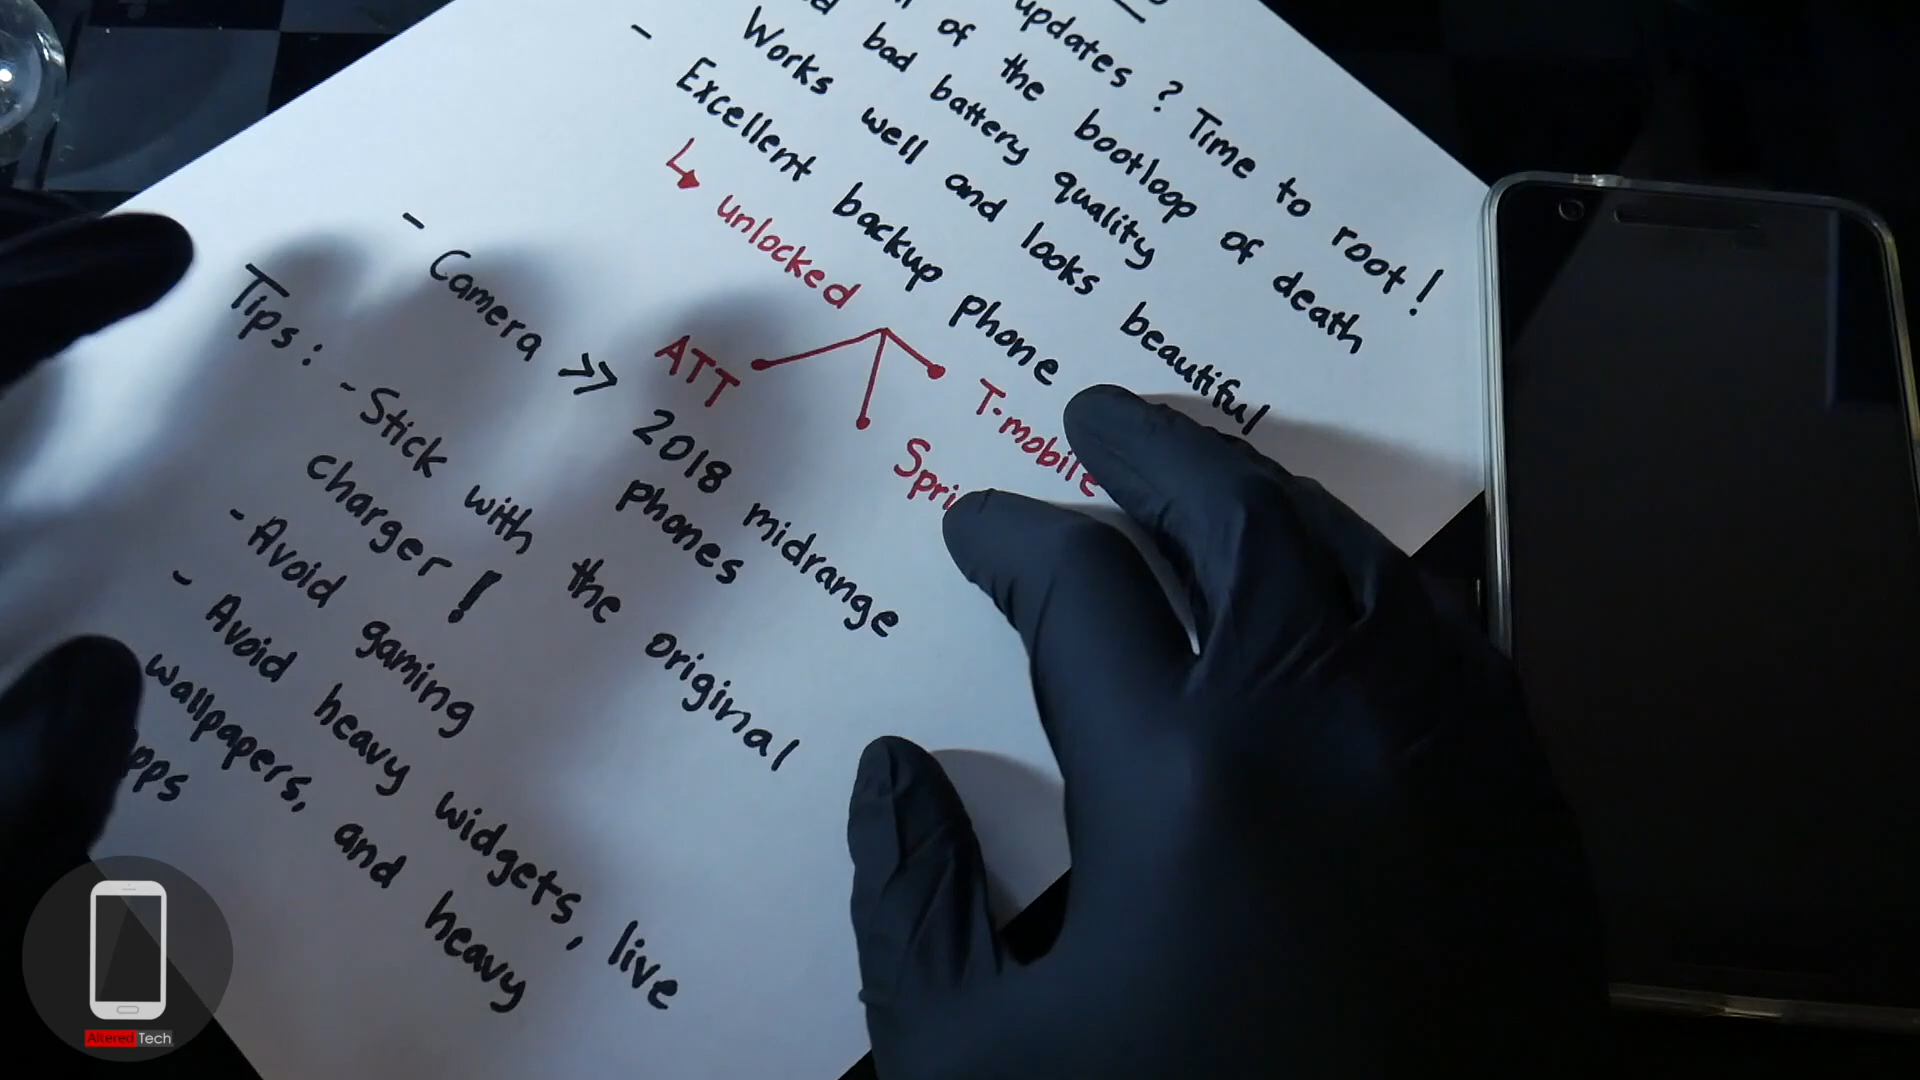 updates ? Time to root!
of the bootloop of death
bad battery quality
- Works well and looks beautiful
Excellent backup phone
unlocked
ATT
T-mobile
- Camera >> 2018 midrange
phones
Tips: - Stick with the original
charger!
- Avoid gaming
- Avoid heavy widgets, live
wallpapers, and heavy
Altered Tech